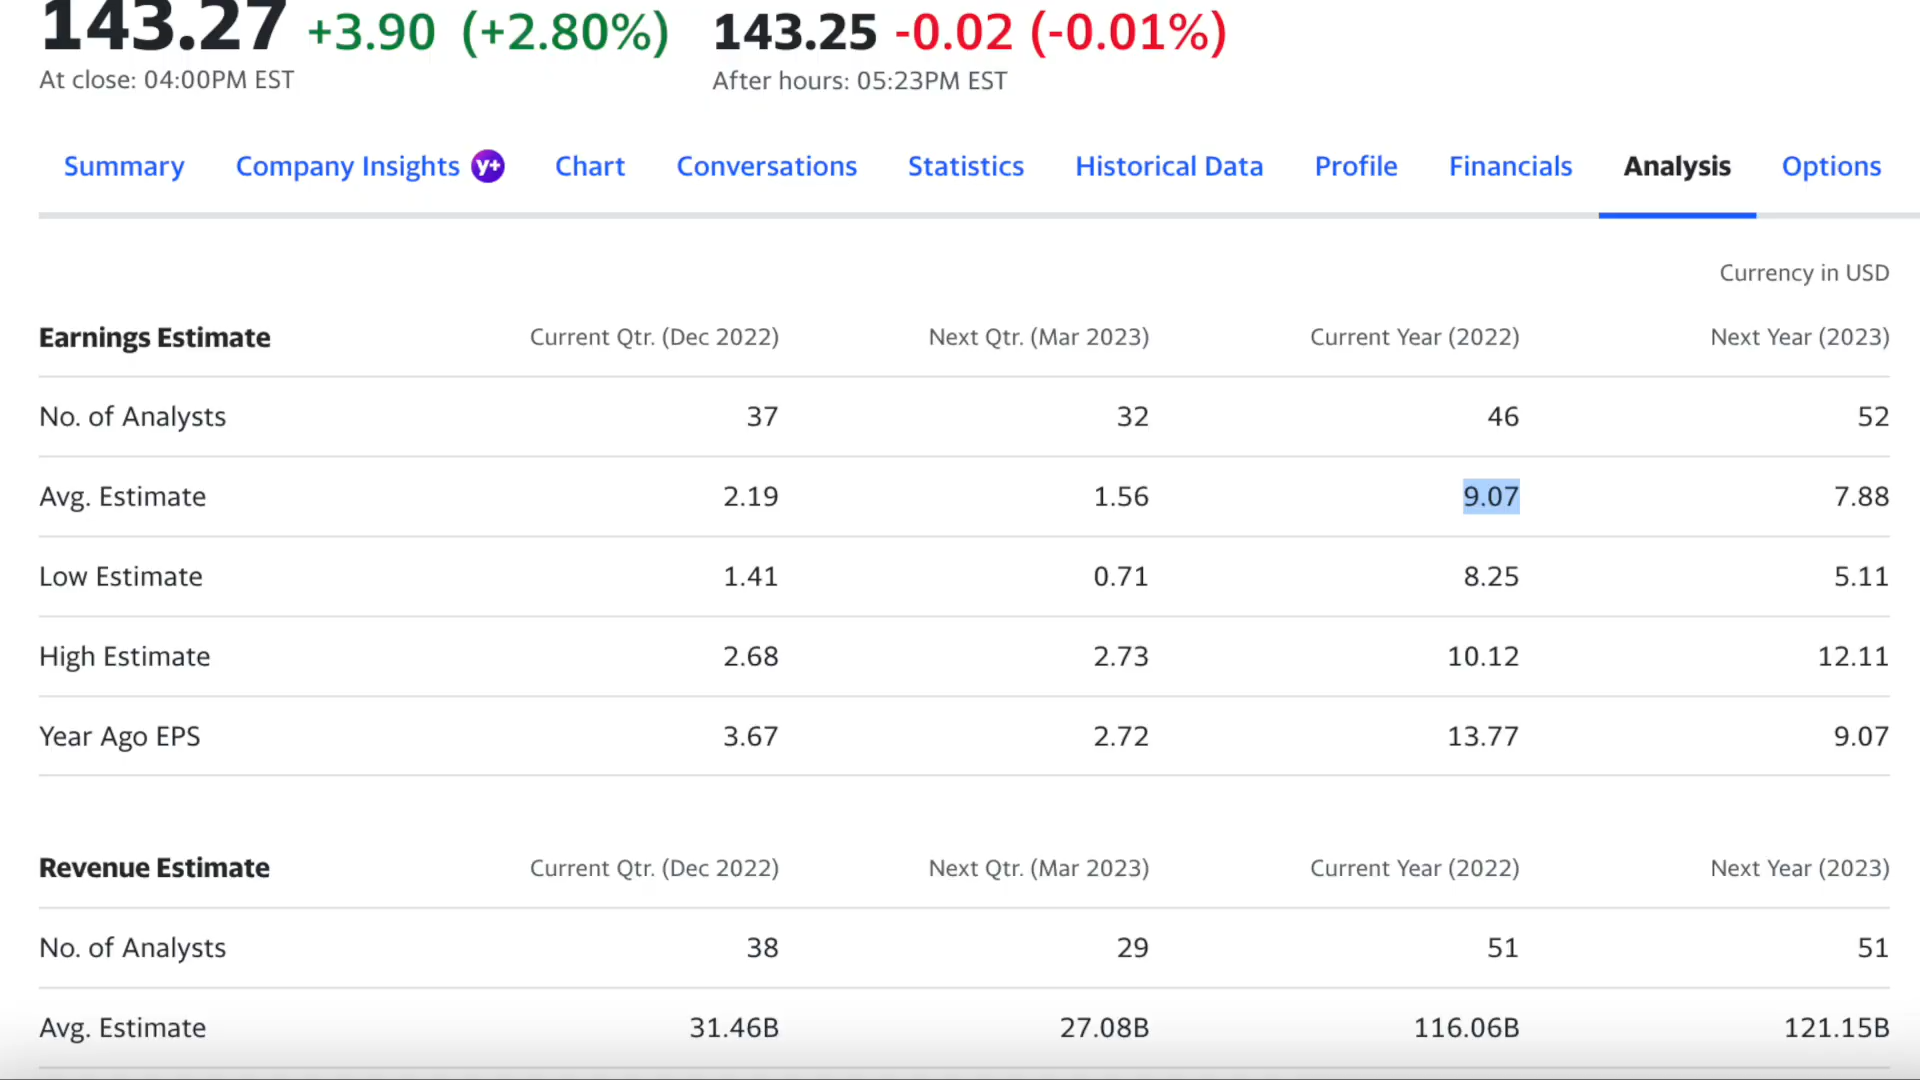 143.27 +3.90 (+2.80%) 143.25 -0.02 (-0.01%)
At close: 04:00PM EST After hours: 05:23PM EST
Summary Company Insights y+ Chart Conversations Statistics Historical Data Profile Financials Analysis Options
Currency in USD
Earnings Estimate Current Qtr. (Dec 2022) Next Qtr. (Mar 2023) Current Year (2022) Next Year (2023)
No. of Analysts 37 32 46 52
Avg. Estimate 2.19 1.56 9.07 7.88
Low Estimate 1.41 0.71 8.25 5.11
High Estimate 2.68 2.73 10.12 12.11
Year Ago EPS 3.67 2.72 13.77 9.07
Revenue Estimate Current Qtr. (Dec 2022) Next Qtr. (Mar 2023) Current Year (2022) Next Year (2023)
No. of Analysts 38 29 51 51
Avg. Estimate 31.46B 27.08B 116.06B 121.15B